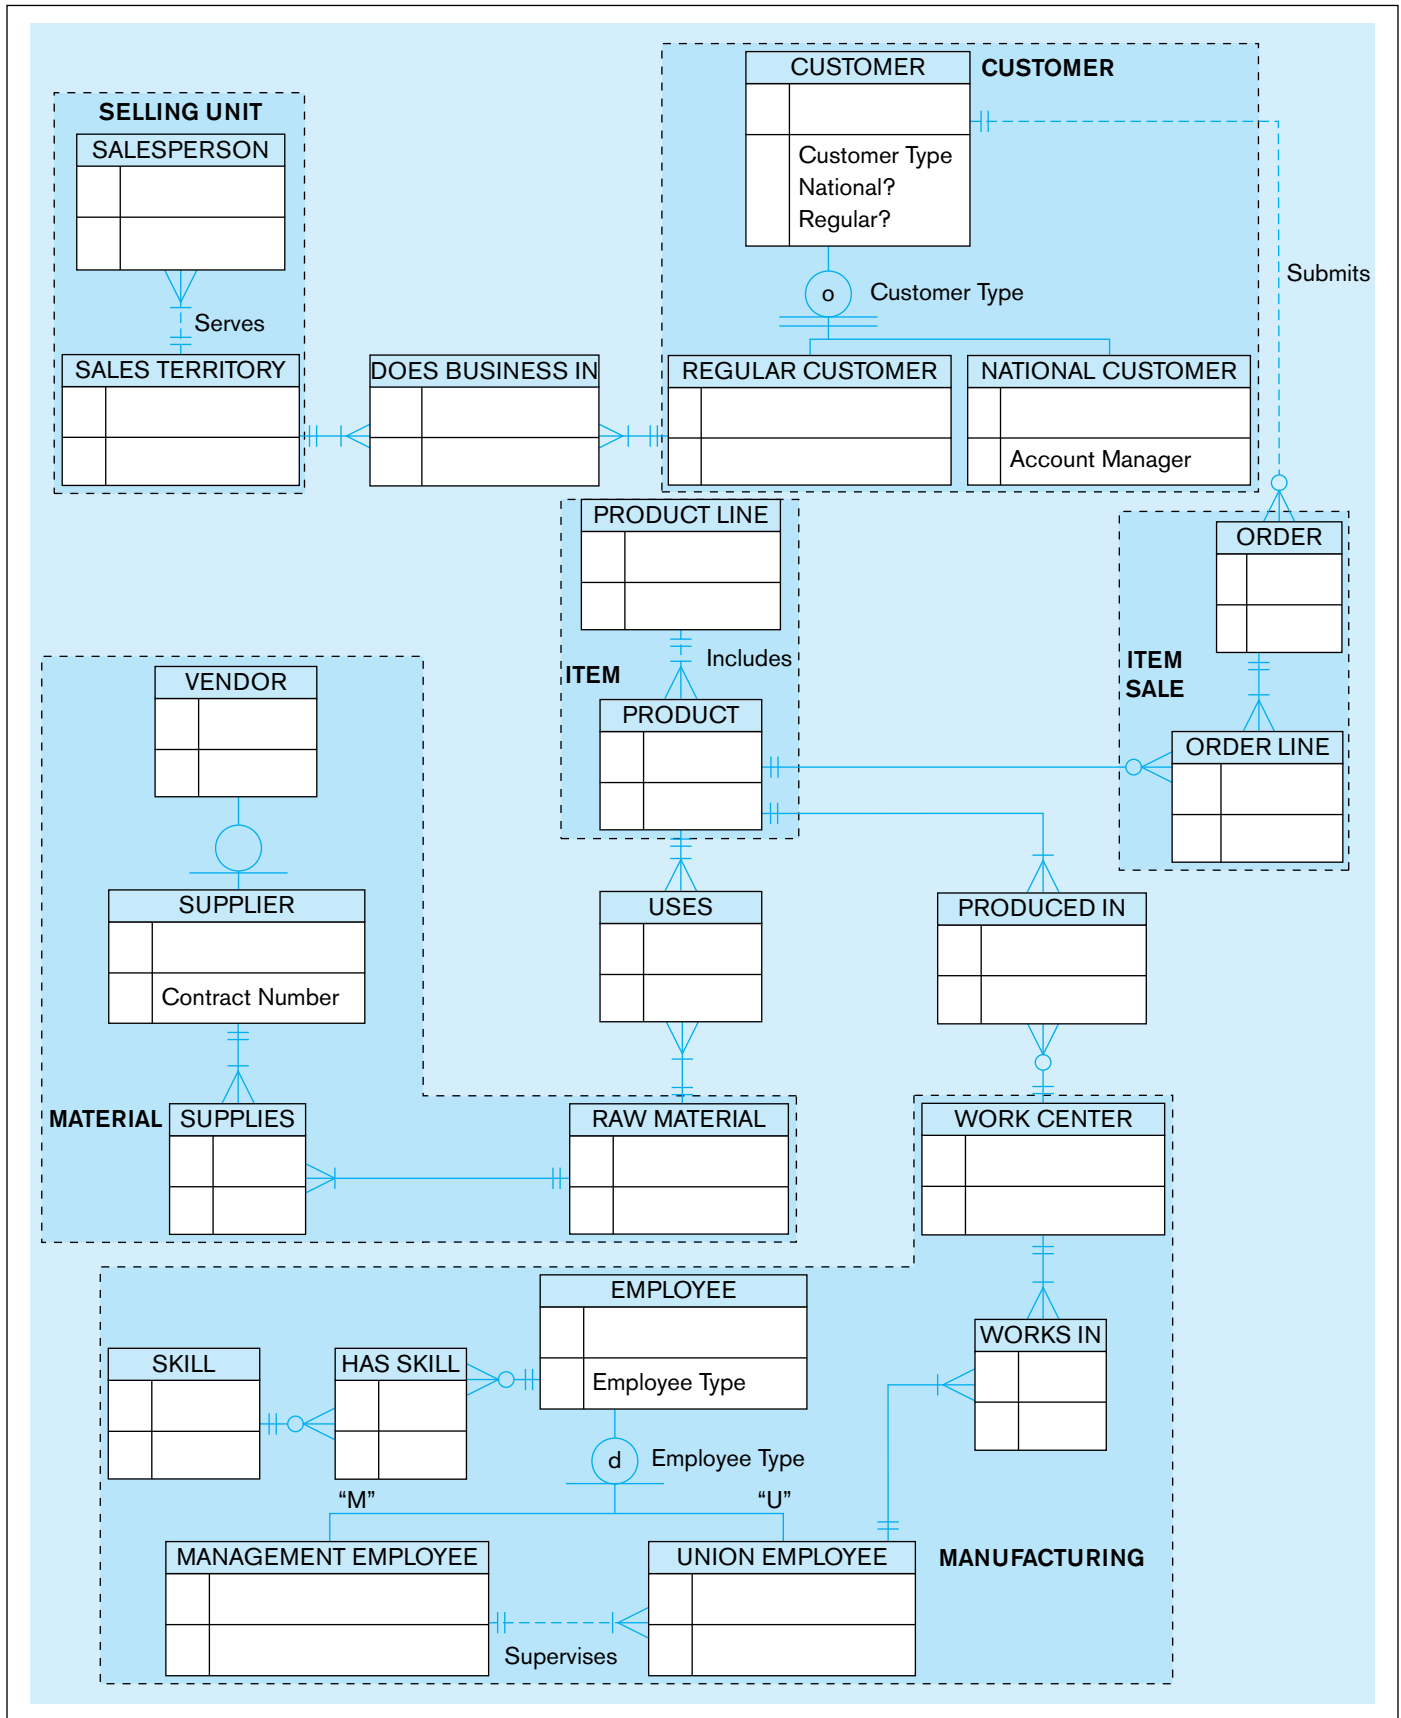 SELLING UNIT
SALESPERSON
Serves
SALES TERRITORY
DOES BUSINESS IN
CUSTOMER
CUSTOMER
Customer Type
National?
Regular?
o
Customer Type
REGULAR CUSTOMER
NATIONAL CUSTOMER
Account Manager
Submits
PRODUCT LINE
Includes
ITEM
PRODUCT
ORDER
ITEM
SALE
ORDER LINE
VENDOR
SUPPLIER
Contract Number
USES
PRODUCED IN
MATERIAL
SUPPLIES
RAW MATERIAL
WORK CENTER
EMPLOYEE
Employee Type
SKILL
HAS SKILL
WORKS IN
d
Employee Type
“M”
“U”
MANAGEMENT EMPLOYEE
UNION EMPLOYEE
MANUFACTURING
Supervises